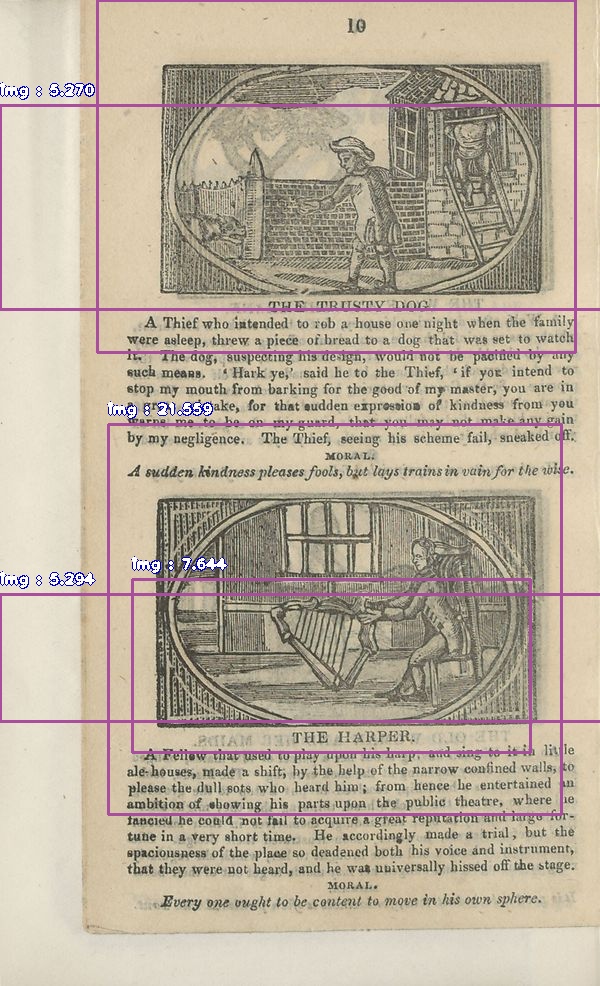 10
img : 5.270
THE TRUSTY DOG
A Thief who intended to rob a house one night when the family
were asleep, threw a piece of bread to a dog that was set to watch
it. The dog, suspecting his design, would not be pacified by any
such means. 'Hark ye,' said he to the Thief, 'if you intend to
stop my mouth from barking for the good of my master, you are in
a great mistake, for that sudden expression of kindness from you
img : 21.559
warns me to be on my guard, that you may not make any gain
by my negligence. The Thief, seeing his scheme fail, sneaked off.
MORAL.
A sudden kindness pleases fools, but lays trains in vain for the wise.
img : 7.644
img : 5.294
THE HARPER.
A Fellow that used to play upon his harp, and sing to it in little
ale-houses, made a shift, by the help of the narrow confined walls, to
please the dull sots who heard him; from hence he entertained an
ambition of showing his parts upon the public theatre, where he
fancied he could not fail to acquire a great reputation and large for-
tune in a very short time. He accordingly made a trial, but the
spaciousness of the place so deadened both his voice and instrument,
that they were not heard, and he was universally hissed off the stage.
MORAL.
Every one ought to be content to move in his own sphere.